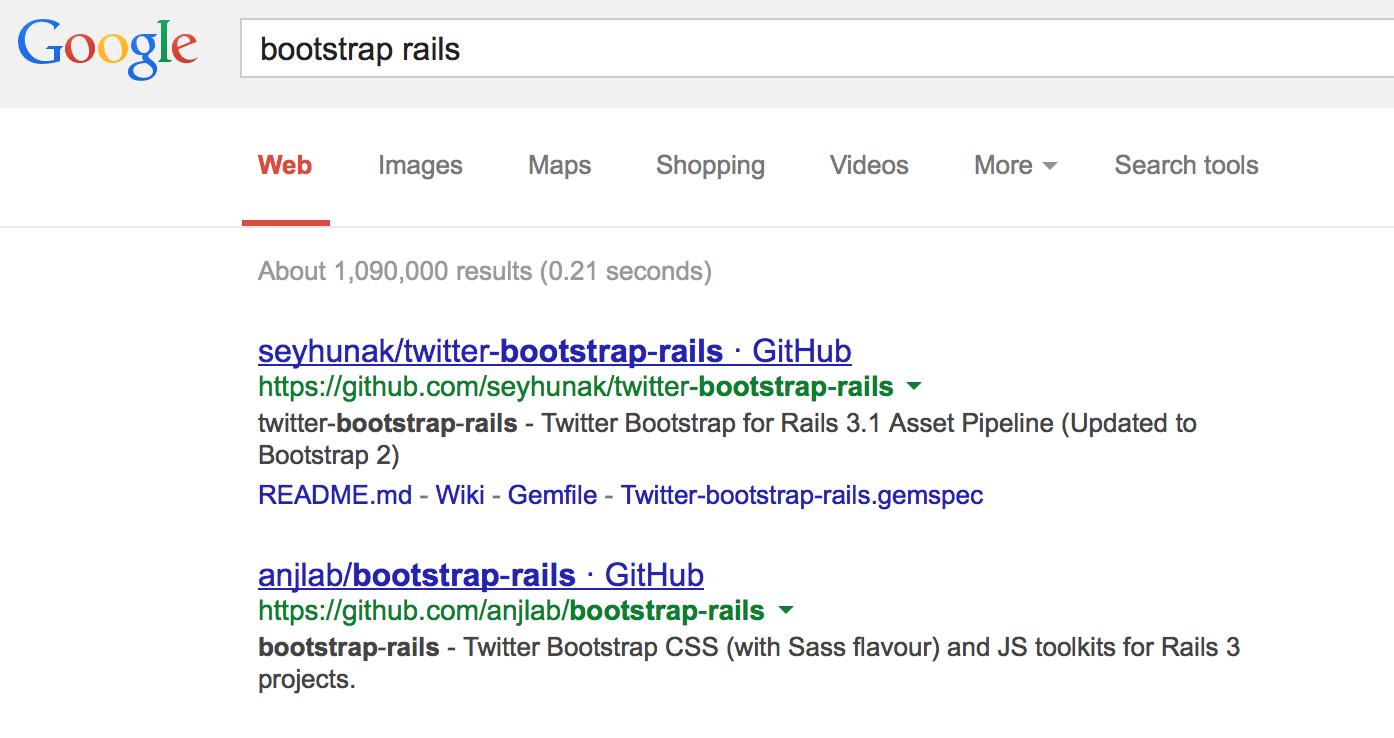 Google
bootstrap rails
Web Images Maps Shopping Videos More Search tools
About 1,090,000 results (0.21 seconds)
seyhunak/twitter-bootstrap-rails · GitHub
https://github.com/seyhunak/twitter-bootstrap-rails
twitter-bootstrap-rails - Twitter Bootstrap for Rails 3.1 Asset Pipeline (Updated to
Bootstrap 2)
README.md - Wiki - Gemfile - Twitter-bootstrap-rails.gemspec
anjlab/bootstrap-rails · GitHub
https://github.com/anjlab/bootstrap-rails
bootstrap-rails - Twitter Bootstrap CSS (with Sass flavour) and JS toolkits for Rails 3
projects.